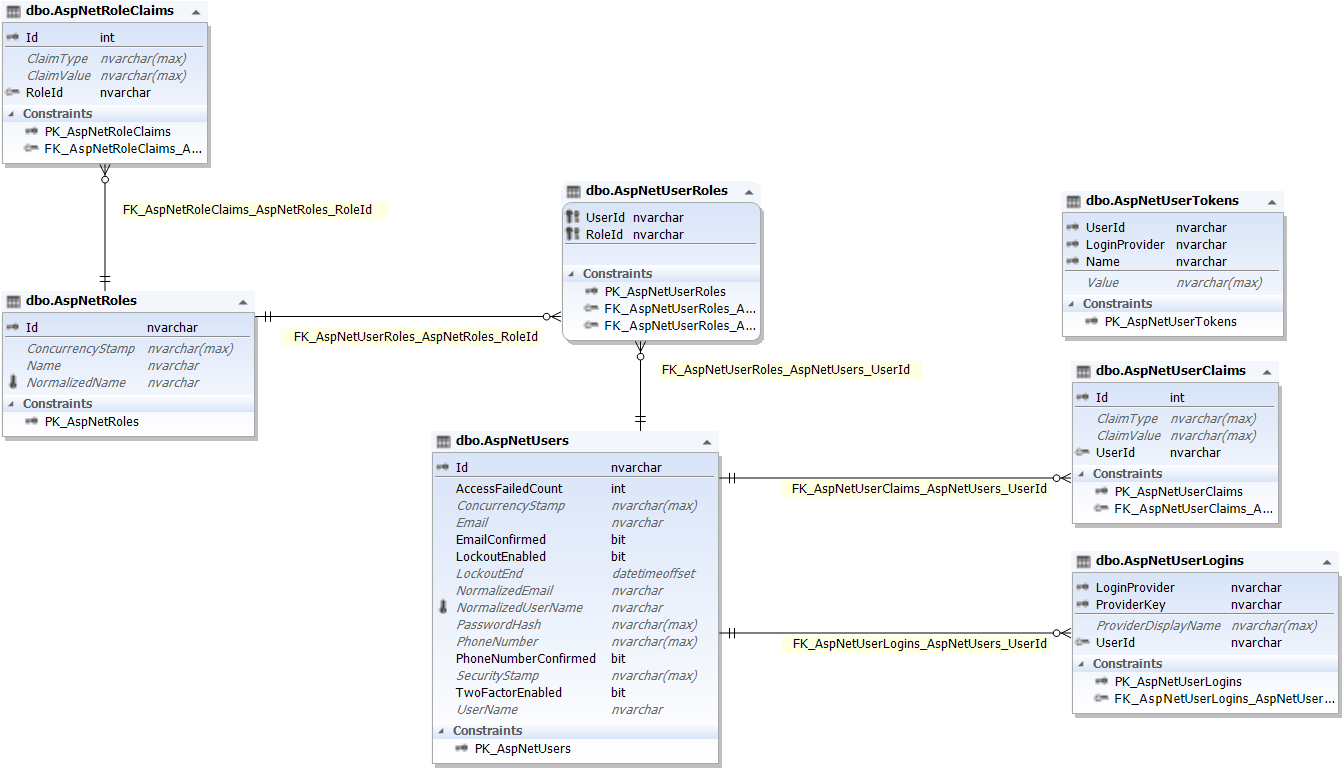 dbo.AspNetRoleClaims
Id int
ClaimType nvarchar(max)
ClaimValue nvarchar(max)
RoleId nvarchar
Constraints
PK_AspNetRoleClaims
FK_AspNetRoleClaims_A...
FK_AspNetRoleClaims_AspNetRoles_RoleId
dbo.AspNetRoles
Id nvarchar
ConcurrencyStamp nvarchar(max)
Name nvarchar
NormalizedName nvarchar
Constraints
PK_AspNetRoles
FK_AspNetUserRoles_AspNetRoles_RoleId
dbo.AspNetUserRoles
UserId nvarchar
RoleId nvarchar
Constraints
PK_AspNetUserRoles
FK_AspNetUserRoles_A...
FK_AspNetUserRoles_A...
FK_AspNetUserRoles_AspNetUsers_UserId
dbo.AspNetUsers
Id nvarchar
AccessFailedCount int
ConcurrencyStamp nvarchar(max)
Email nvarchar
EmailConfirmed bit
LockoutEnabled bit
LockoutEnd datetimeoffset
NormalizedEmail nvarchar
NormalizedUserName nvarchar
PasswordHash nvarchar(max)
PhoneNumber nvarchar(max)
PhoneNumberConfirmed bit
SecurityStamp nvarchar(max)
TwoFactorEnabled bit
UserName nvarchar
Constraints
PK_AspNetUsers
FK_AspNetUserClaims_AspNetUsers_UserId
FK_AspNetUserLogins_AspNetUsers_UserId
dbo.AspNetUserTokens
UserId nvarchar
LoginProvider nvarchar
Name nvarchar
Value nvarchar(max)
Constraints
PK_AspNetUserTokens
dbo.AspNetUserClaims
Id int
ClaimType nvarchar(max)
ClaimValue nvarchar(max)
UserId nvarchar
Constraints
PK_AspNetUserClaims
FK_AspNetUserClaims_A...
dbo.AspNetUserLogins
LoginProvider nvarchar
ProviderKey nvarchar
ProviderDisplayName nvarchar(max)
UserId nvarchar
Constraints
PK_AspNetUserLogins
FK_AspNetUserLogins_AspNetUser...